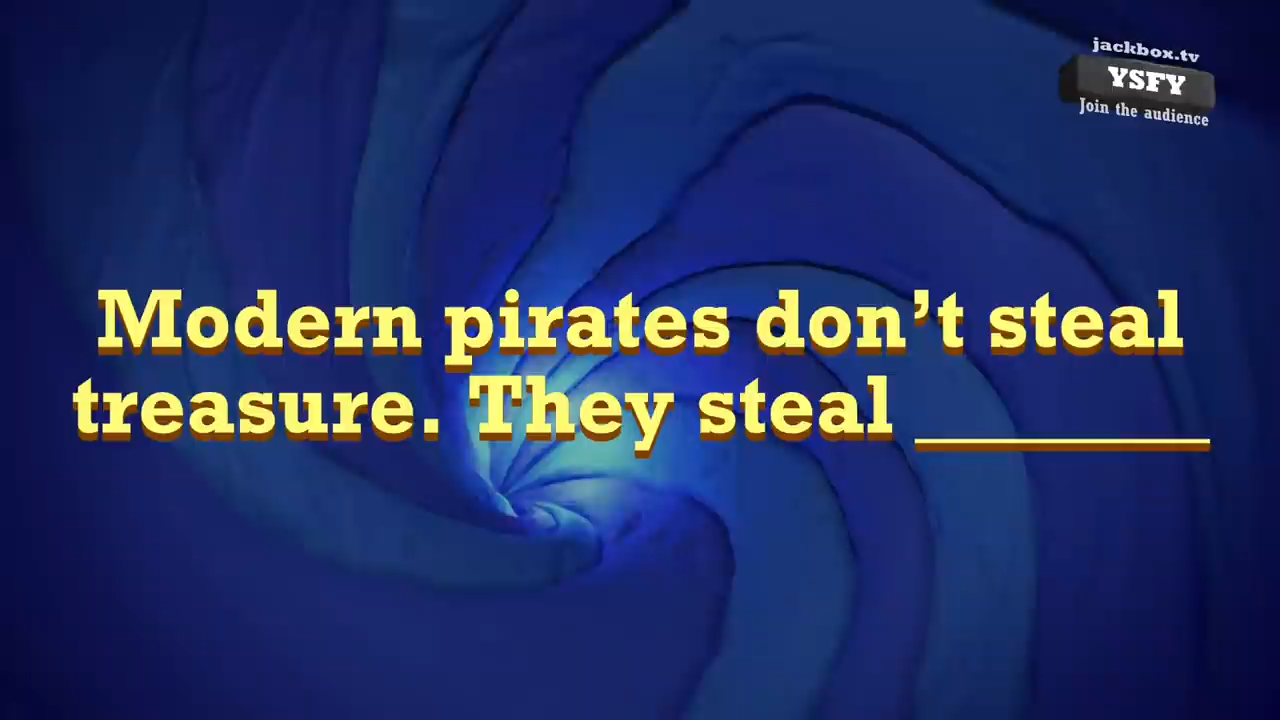 jackbox.tv
YSFY
Join the audience
Modern pirates don’t steal
treasure. They steal ________